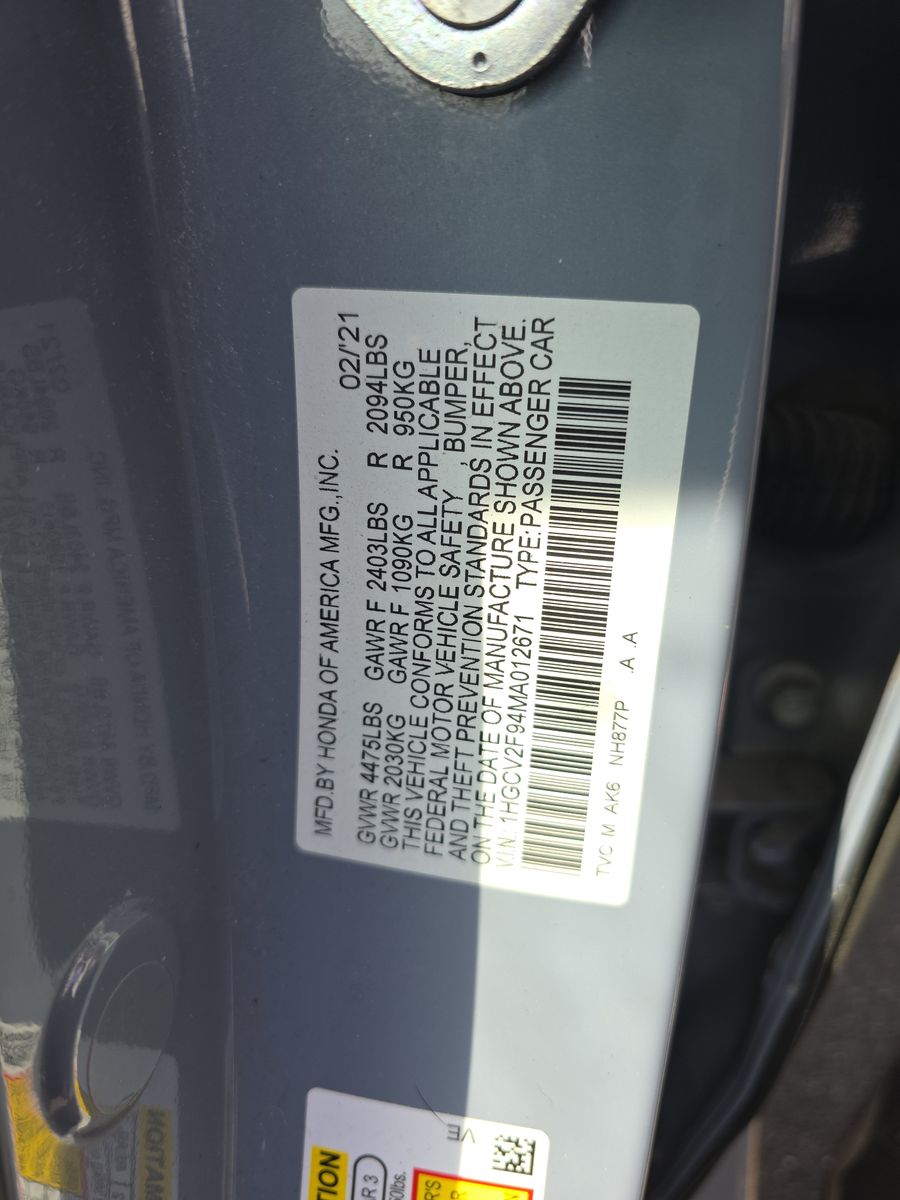 MFD.BY HONDA OF AMERICA MFG.,INC. 02/'21
GVWR 4475LBS GAWR F 2403LBS R 2094LBS
GVWR 2030KG GAWR F 1090KG R 950KG
THIS VEHICLE CONFORMS TO ALL APPLICABLE
FEDERAL MOTOR VEHICLE SAFETY , BUMPER,
AND THEFT PREVENTION STANDARDS, IN EFFECT
ON THE DATE OF MANUFACTURE SHOWN ABOVE.
V.I.N.: 1HGCV2F94MA012671 TYPE:PASSENGER CAR
TVC M AK6 NH877P .A .A